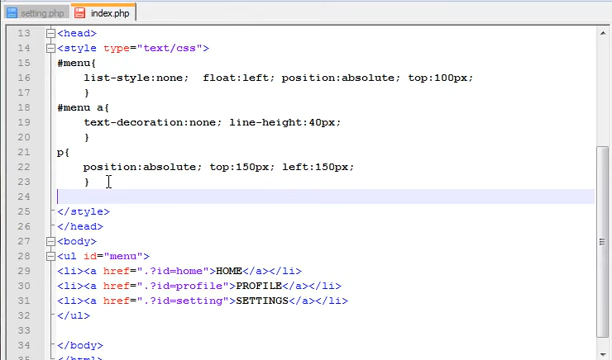 setting.php index.php
13 <head>
14 <style type="text/css">
15 #menu{
16 list-style:none; float:left; position:absolute; top:100px;
17 }
18 #menu a{
19 text-decoration:none; line-height:40px;
20 }
21 p{
22 position:absolute; top:150px; left:150px;
23 }
24
25 </style>
26 </head>
27 <body>
28 <ul id="menu">
29 <li><a href=".?id=home">HOME</a></li>
30 <li><a href=".?id=profile">PROFILE</a></li>
31 <li><a href=".?id=setting">SETTINGS</a></li>
32 </ul>
33
34 </body>
35 </html>